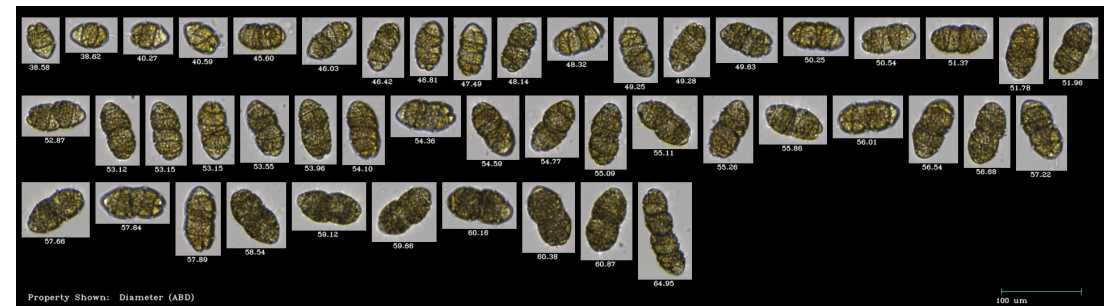 38.58 38.62 40.27 40.59 45.60 46.03 46.42 46.81 47.49 48.14 48.32 49.25 49.28 49.63 50.25 50.54 51.37 51.78 51.96
52.87 53.12 53.15 53.15 53.55 53.96 54.10 54.36 54.59 54.77 55.09 55.11 55.26 55.86 56.01 56.54 56.68 57.22
57.66 57.84 57.89 58.54 59.12 59.66 60.16 60.38 60.87 64.95
Property Shown: Diameter (ABD)
100 um